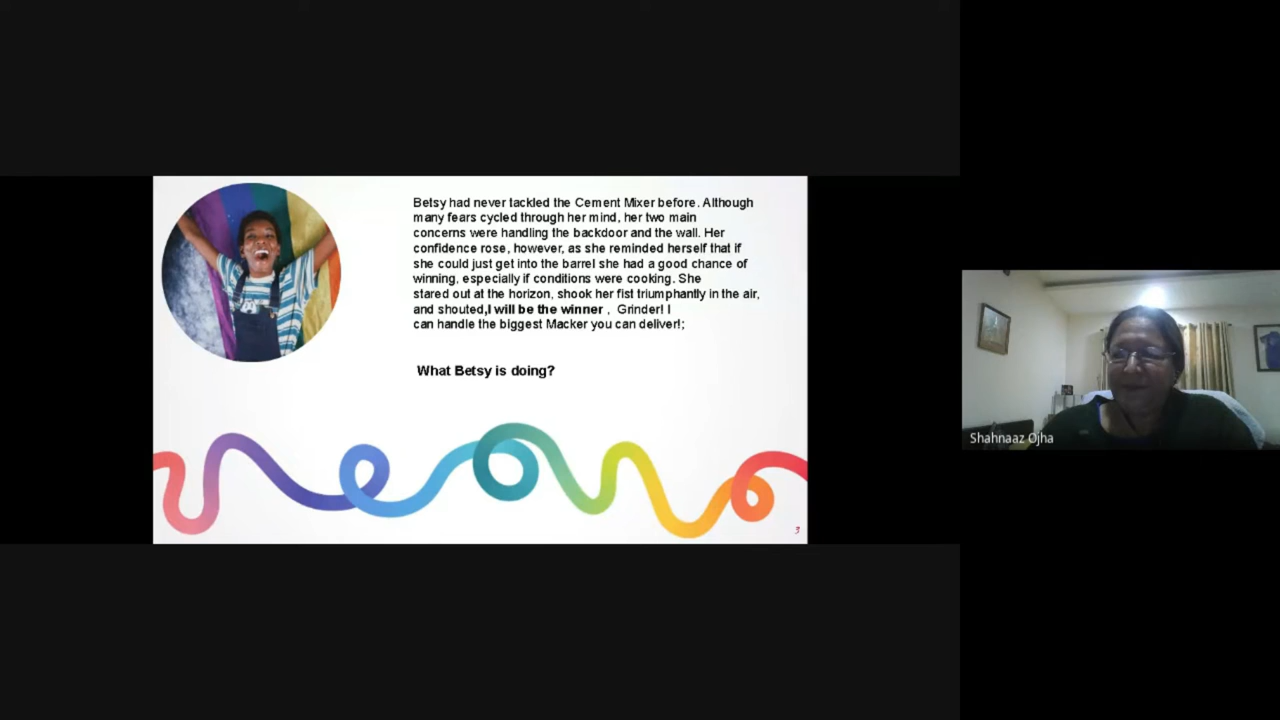 Betsy had never tackled the Cement Mixer before. Although
many fears cycled through her mind, her two main
concerns were handling the backdoor and the wall. Her
confidence rose, however, as she reminded herself that if
she could just get into the barrel she had a good chance of
winning, especially if conditions were cooking. She
stared out at the horizon, shook her fist triumphantly in the air,
and shouted,I will be the winner , Grinder! I
can handle the biggest Macker you can deliver!;
What Betsy is doing?
3
Shahnaaz Ojha